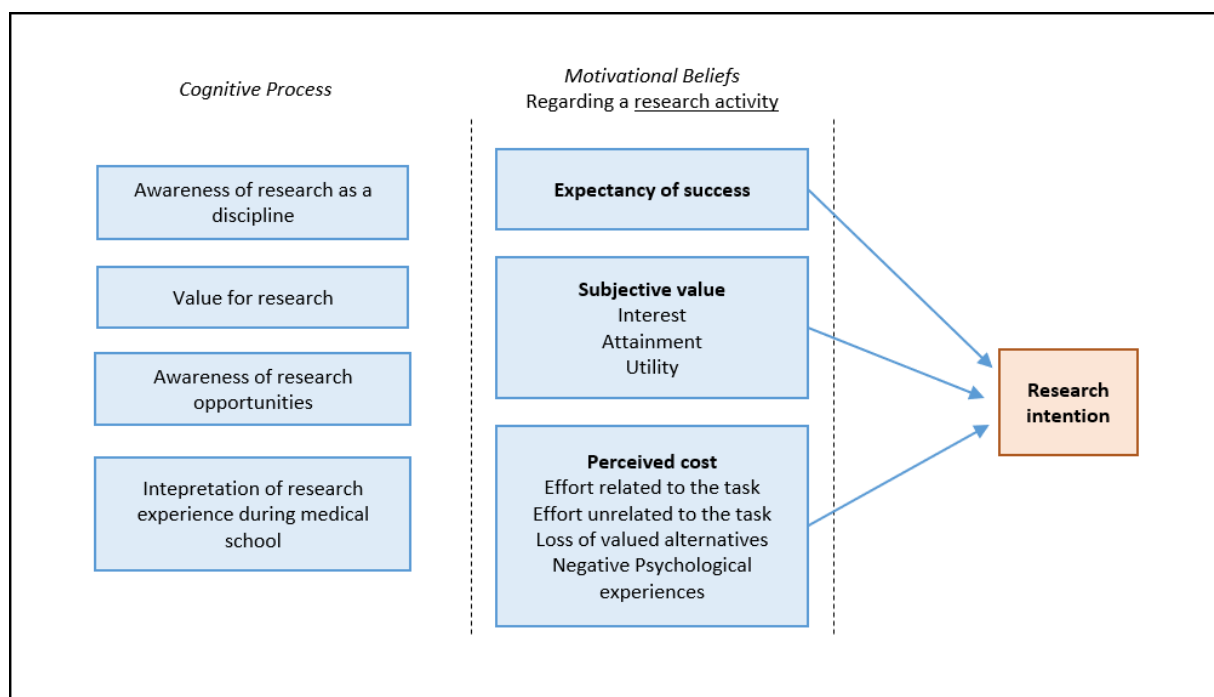 Cognitive Process
Awareness of research as a
discipline
Value for research
Awareness of research
opportunities
Intepretation of research
experience during medical
school
Motivational Beliefs
Regarding a research activity
Expectancy of success
Subjective value
Interest
Attainment
Utility
Perceived cost
Effort related to the task
Effort unrelated to the task
Loss of valued alternatives
Negative Psychological
experiences
Research
intention